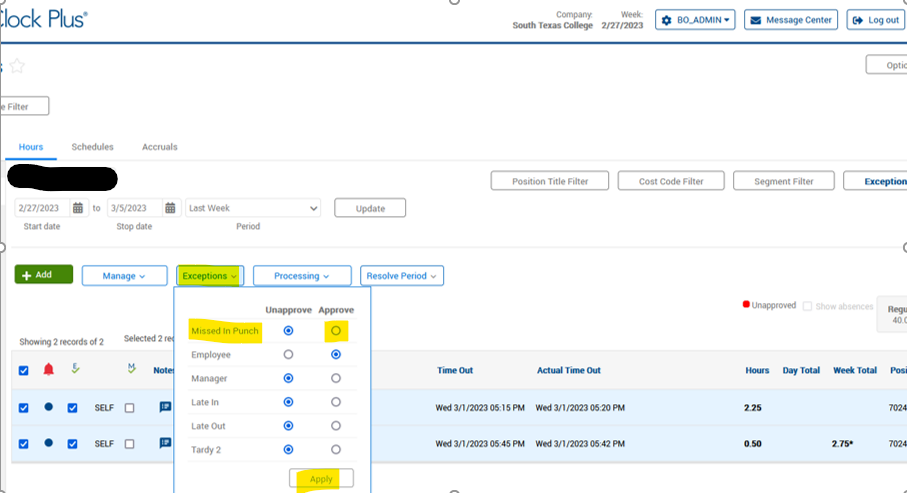 Clock Plus®
Company: Week:
South Texas College 2/27/2023
BO_ADMIN
Message Center
Log out
e Filter
Hours Schedules Accruals
Position Title Filter Cost Code Filter Segment Filter Exception
2/27/2023 to 3/5/2023 Last Week Update
Start date Stop date Period
+ Add Manage Exceptions Processing Resolve Period
Unapprove Approve
Missed In Punch
Employee
Manager
Late In
Late Out
Tardy 2
Apply
Unapproved Show absences
40.0
Showing 2 records of 2 Selected 2 rec
E M Notes Time Out Actual Time Out Hours Day Total Week Total
SELF Wed 3/1/2023 05:15 PM Wed 3/1/2023 05:20 PM 2.25 7024
SELF Wed 3/1/2023 05:45 PM Wed 3/1/2023 05:42 PM 0.50 2.75* 7024